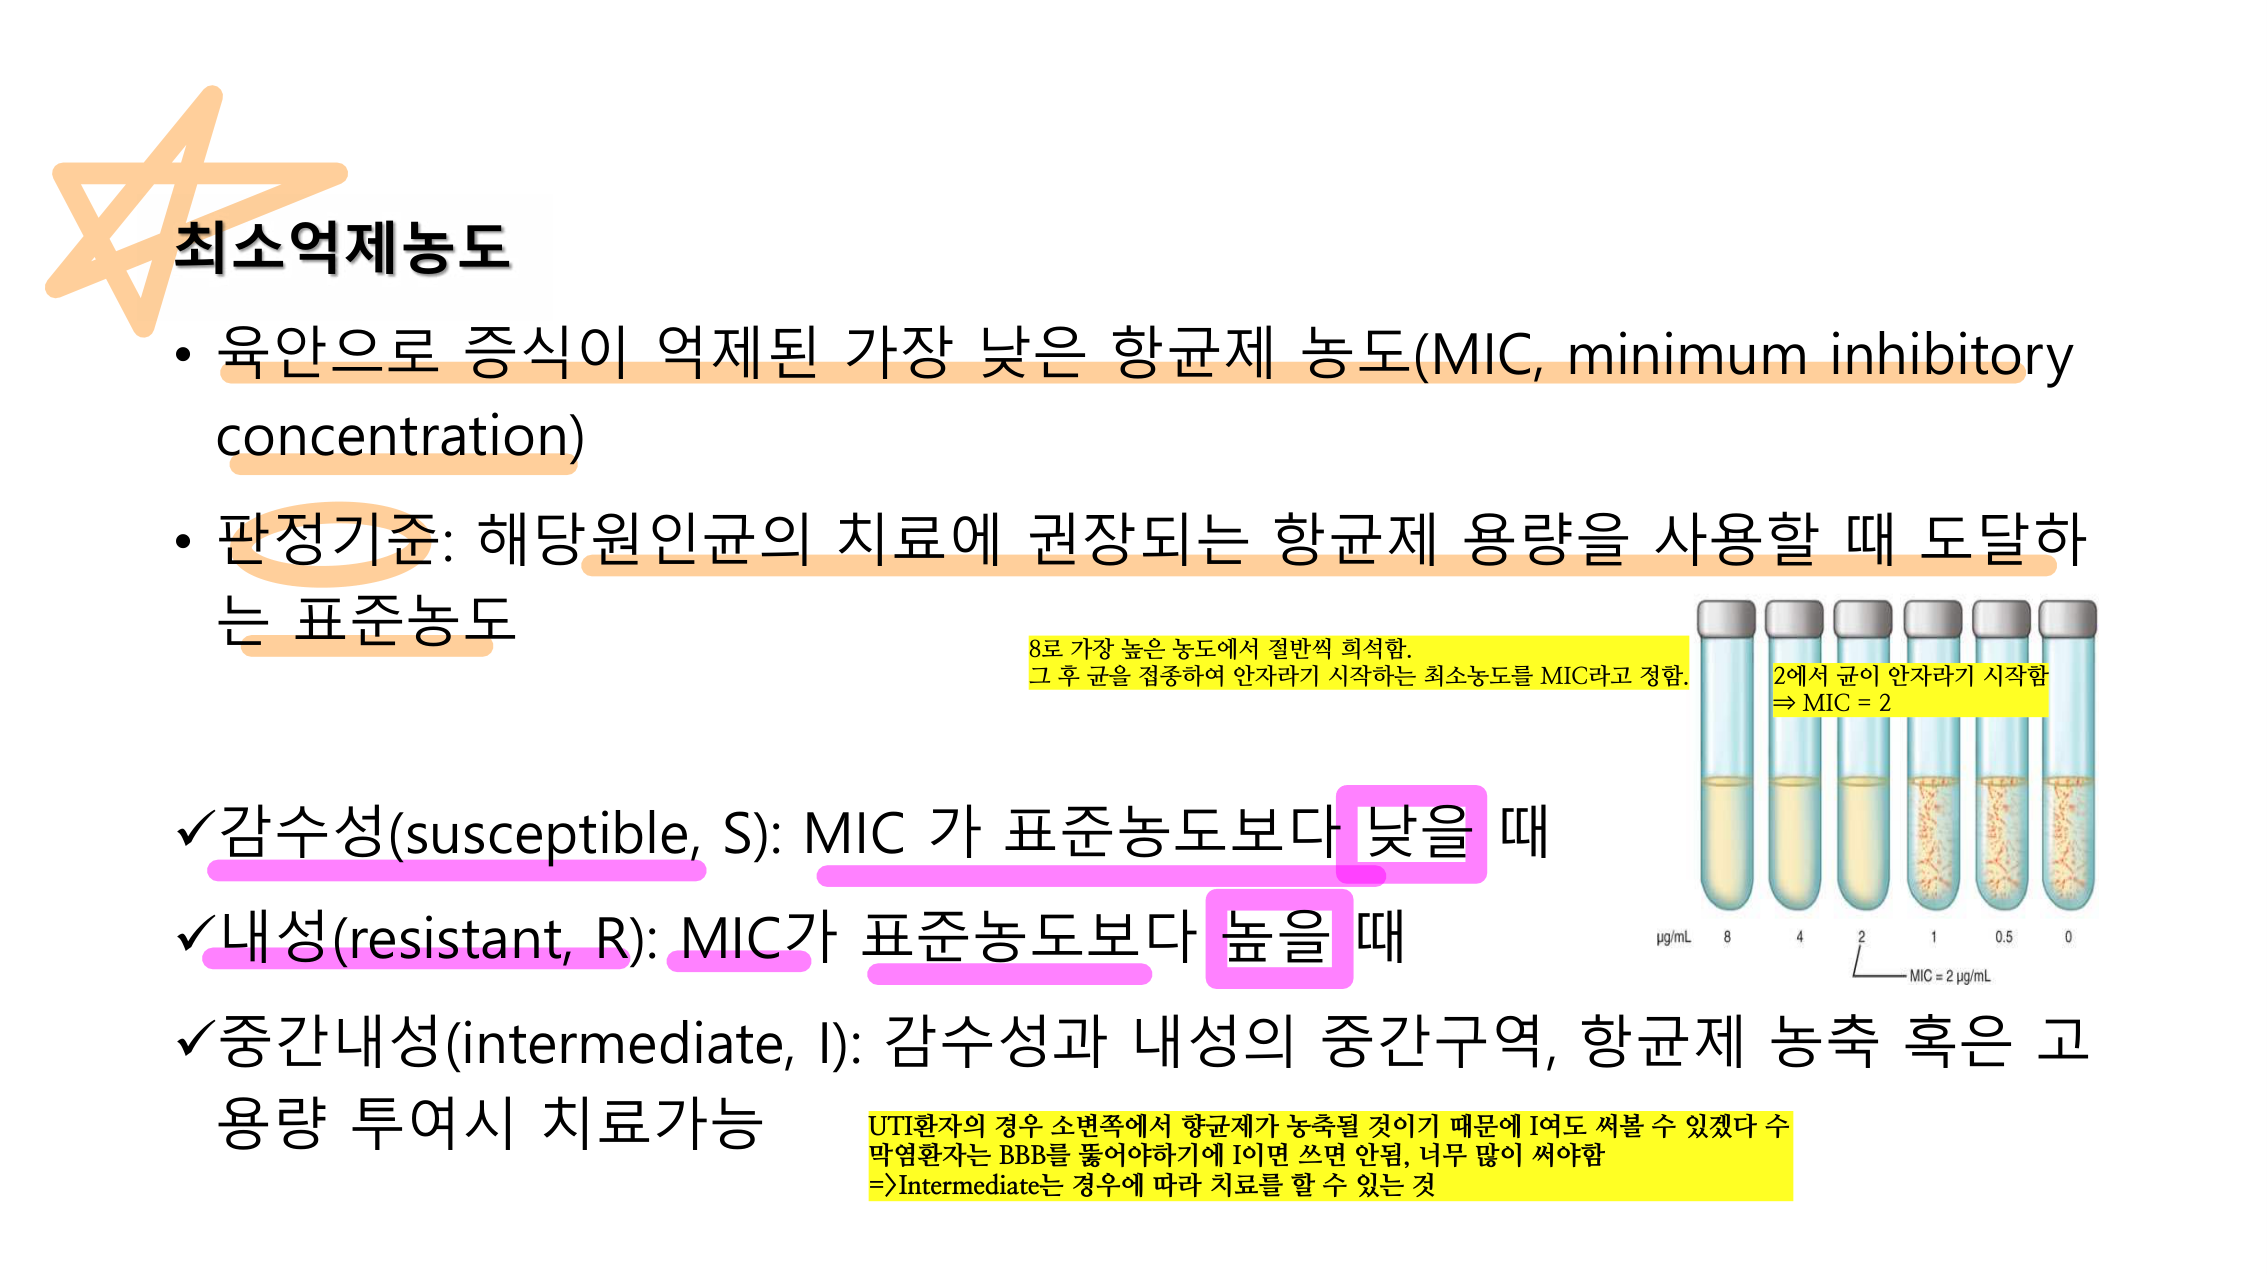 최소억제농도
• 육안으로 증식이 억제된 가장 낮은 항균제 농도(MIC, minimum inhibitory
concentration)
• 판정기준: 해당원인균의 치료에 권장되는 항균제 용량을 사용할 때 도달하
는 표준농도
8로 가장 높은 농도에서 절반씩 희석함.
그 후 균을 접종하여 안자라기 시작하는 최소농도를 MIC라고 정함.
2에서 균이 안자라기 시작함
⇒ MIC = 2
✓감수성(susceptible, S): MIC 가 표준농도보다 낮을 때
✓내성(resistant, R): MIC가 표준농도보다 높을 때
µg/mL 8 4 2 1 0.5 0
MIC = 2 µg/mL
✓중간내성(intermediate, I): 감수성과 내성의 중간구역, 항균제 농축 혹은 고
용량 투여시 치료가능
UTI환자의 경우 소변쪽에서 향균제가 농축될 것이기 때문에 I여도 써볼 수 있겠다 수
막염환자는 BBB를 뚫어야하기에 I이면 쓰면 안됨, 너무 많이 써야함
=>Intermediate는 경우에 따라 치료를 할 수 있는 것